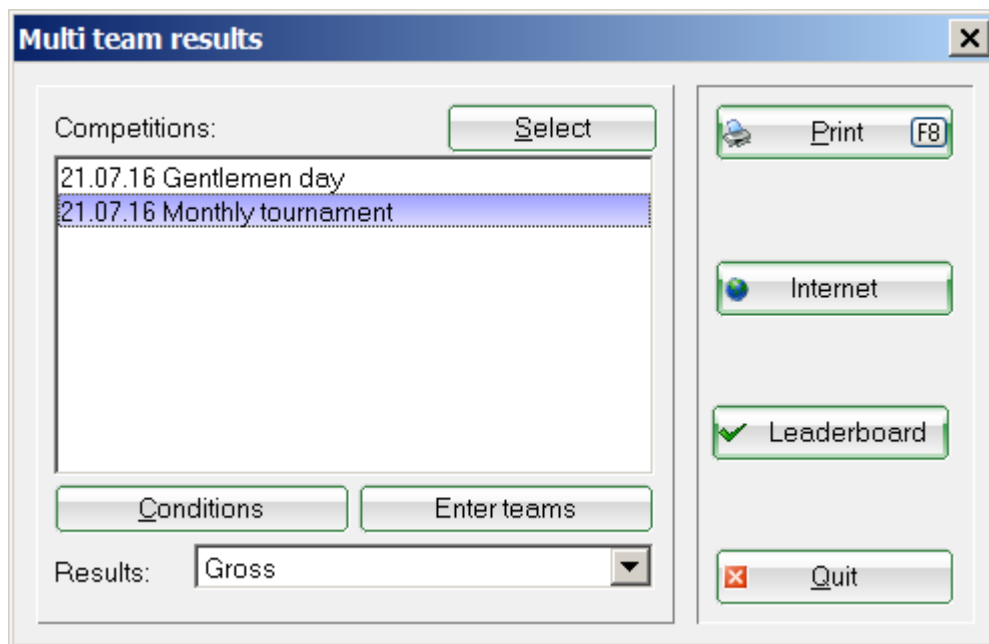 Multi team results
Competitions:
Select
21.07.16 Gentlemen day
21.07.16 Monthly tournament
Conditions
Enter teams
Results:
Gross
Print
F8
Internet
Leaderboard
Quit